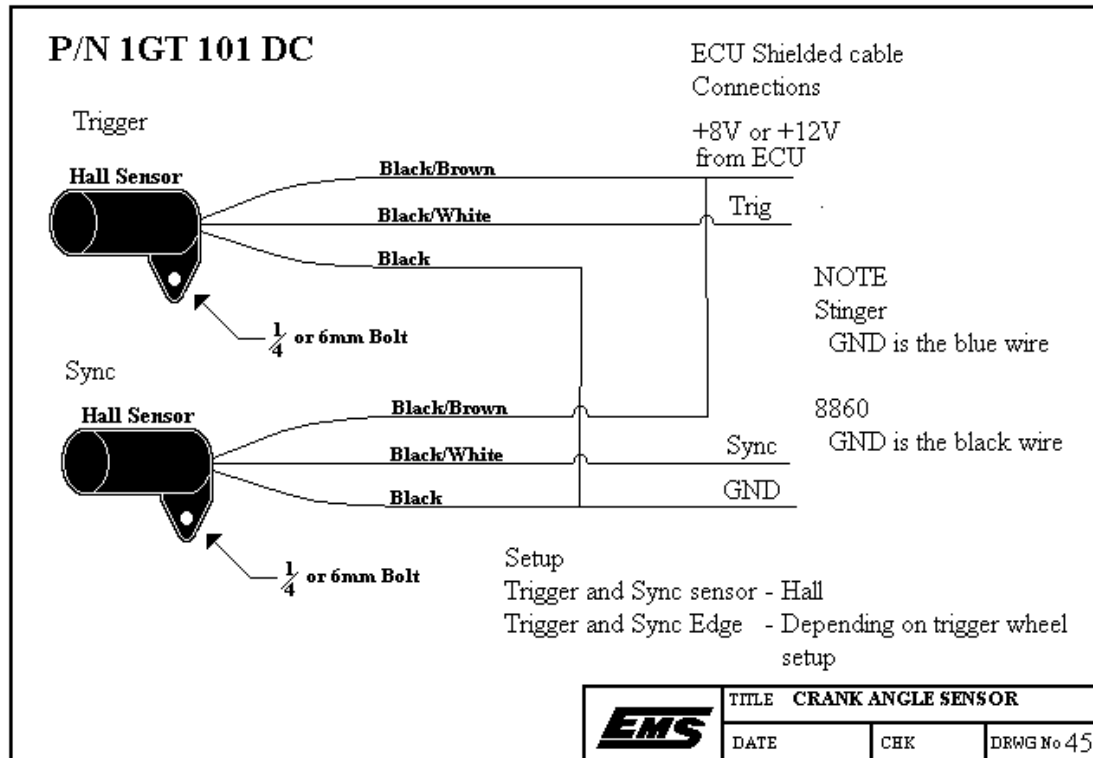 P/N 1GT 101 DC
ECU Shielded cable
Connections
+8V or +12V
from ECU
Trigger
Hall Sensor
Black/Brown
Black/White
Trig
Black
1/4 or 6mm Bolt
NOTE
Stinger
GND is the blue wire
8860
GND is the black wire
Sync
Hall Sensor
Black/Brown
Black/White
Sync
Black
GND
1/4 or 6mm Bolt
Setup
Trigger and Sync sensor - Hall
Trigger and Sync Edge - Depending on trigger wheel
setup
EMS
TITLE CRANK ANGLE SENSOR
DATE
CHK
DRWG No 45